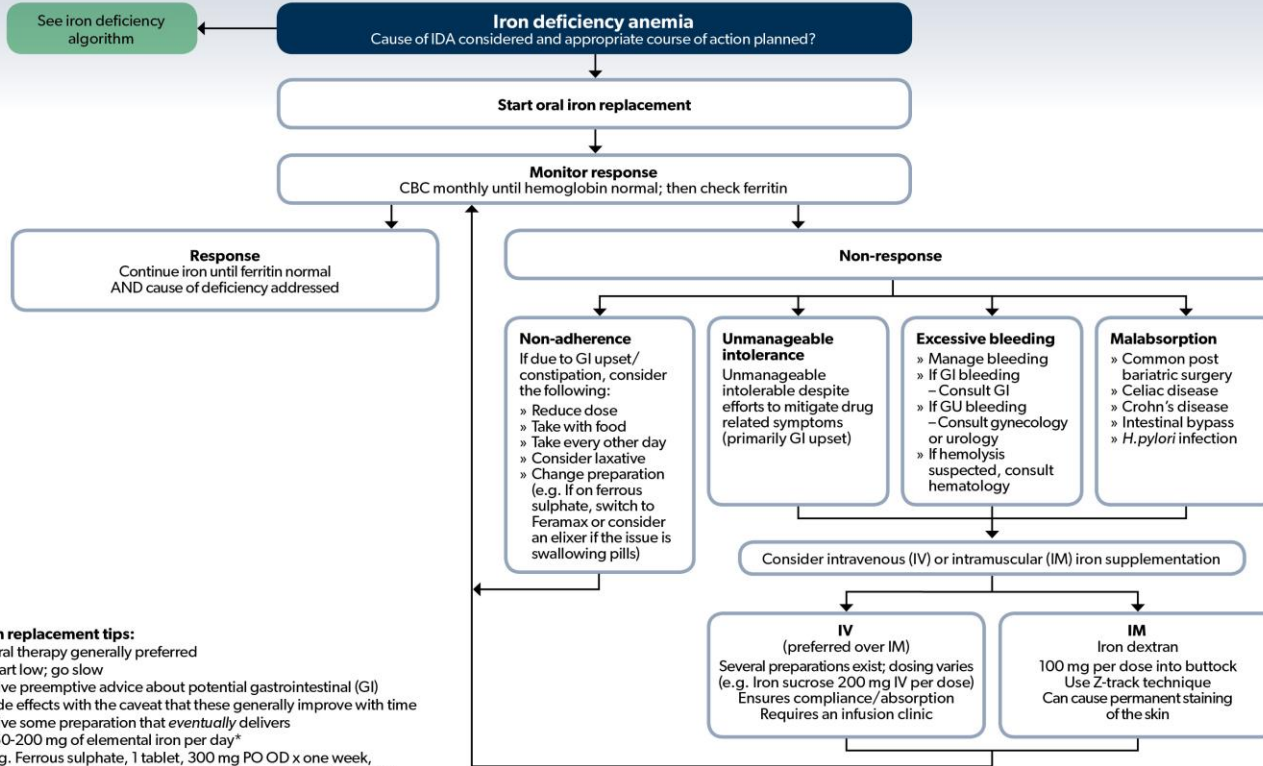 See iron deficiency
algorithm
Iron deficiency anemia
Cause of IDA considered and appropriate course of action planned?
Start oral iron replacement
Monitor response
CBC monthly until hemoglobin normal; then check ferritin
Response
Continue iron until ferritin normal
AND cause of deficiency addressed
Non-response
Non-adherence
If due to GI upset/
constipation, consider
the following:
» Reduce dose
» Take with food
» Take every other day
» Consider laxative
» Change preparation
(e.g. If on ferrous
sulphate, switch to
Feramax or consider
an elixer if the issue is
swallowing pills)
Unmanageable
intolerance
Unmanageable
intolerable despite
efforts to mitigate drug
related symptoms
(primarily GI upset)
Excessive bleeding
» Manage bleeding
» If GI bleeding
– Consult GI
» If GU bleeding
– Consult gynecology
or urology
» If hemolysis
suspected, consult
hematology
Malabsorption
» Common post
bariatric surgery
» Celiac disease
» Crohn's disease
» Intestinal bypass
» H.pylori infection
Consider intravenous (IV) or intramuscular (IM) iron supplementation
IV
(preferred over IM)
Several preparations exist; dosing varies
(e.g. Iron sucrose 200 mg IV per dose)
Ensures compliance/absorption
Requires an infusion clinic
IM
Iron dextran
100 mg per dose into buttock
Use Z-track technique
Can cause permanent staining
of the skin
replacement tips:
therapy generally preferred
low; go slow
preemptive advice about potential gastrointestinal (GI)
effects with the caveat that these generally improve with time
some preparation that eventually delivers
mg of elemental iron per day*
Ferrous sulphate, 1 tablet, 300 mg PO OD x one week,